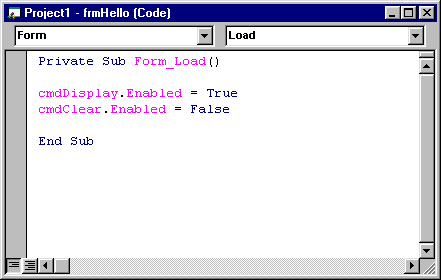 Project1 - frmHello (Code)
Form Load
Private Sub Form_Load()
cmdDisplay.Enabled = True
cmdClear.Enabled = False
End Sub